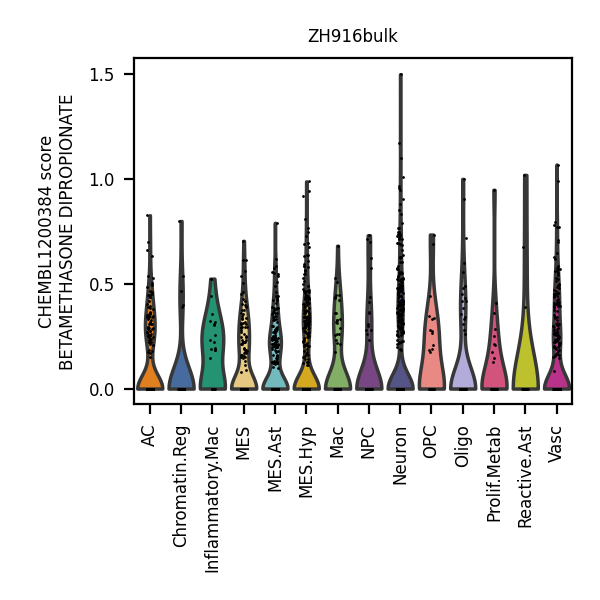 ZH916bulk
CHEMBL1200384 score
BETAMETHASONE DIPROPIONATE
1.5
1.0
0.5
0.0
AC
Chromatin.Reg
Inflammatory.Mac
MES
MES.Ast
MES.Hyp
Mac
NPC
Neuron
OPC
Oligo
Prolif.Metab
Reactive.Ast
Vasc